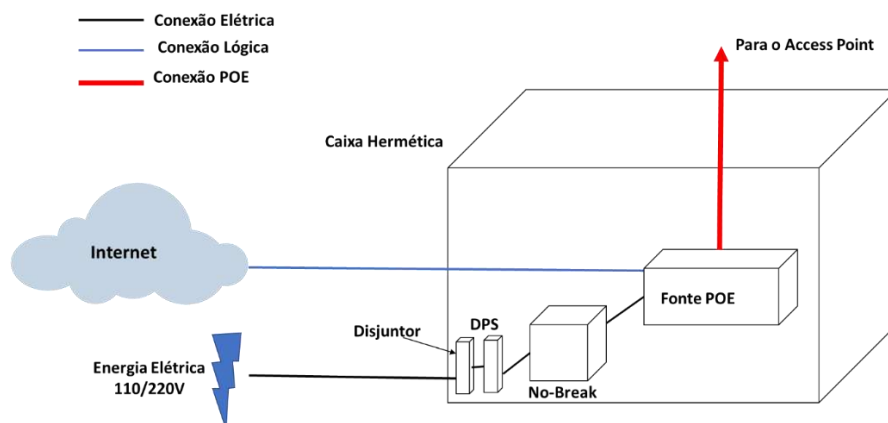 Conexão Elétrica
Conexão Lógica
Conexão POE
Para o Access Point
Caixa Hermética
Internet
Fonte POE
Disjuntor
DPS
Energia Elétrica
110/220V
No-Break